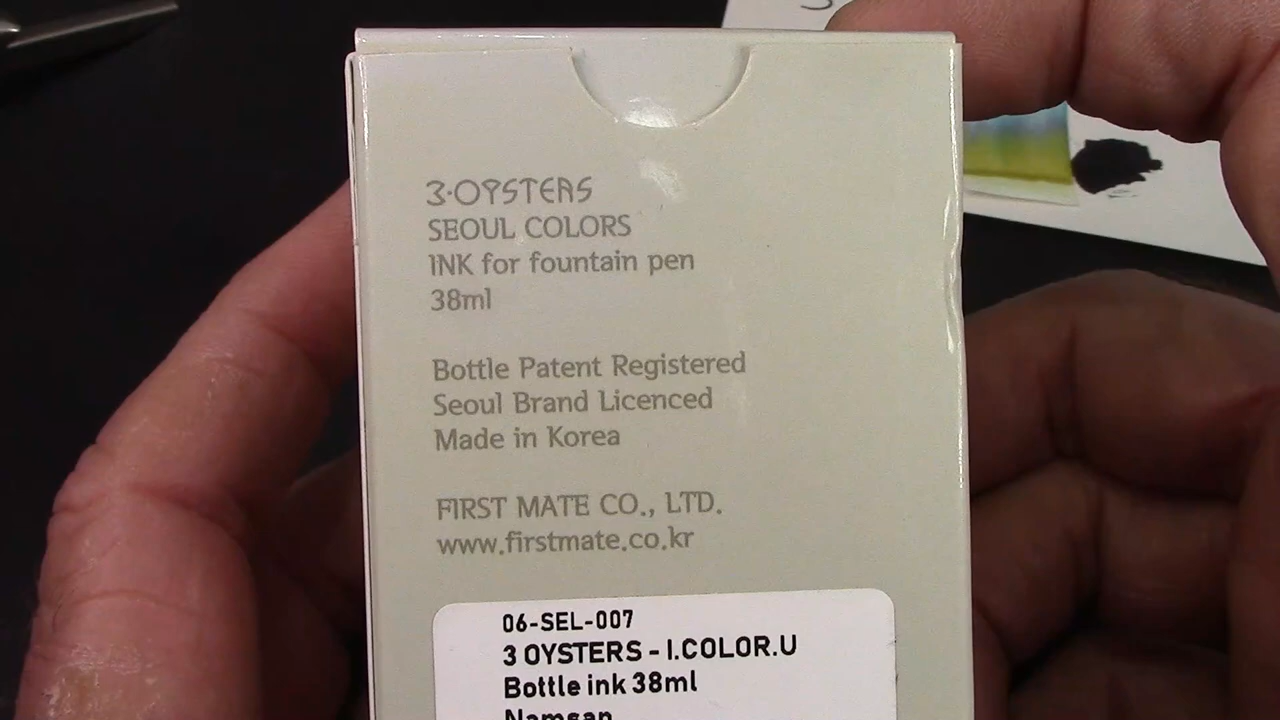 3·OYSTERS
SEOUL COLORS
INK for fountain pen
38ml
Bottle Patent Registered
Seoul Brand Licenced
Made in Korea
FIRST MATE CO., LTD.
www.firstmate.co.kr
06-SEL-007
3 OYSTERS - I.COLOR.U
Bottle ink 38ml
Namsan